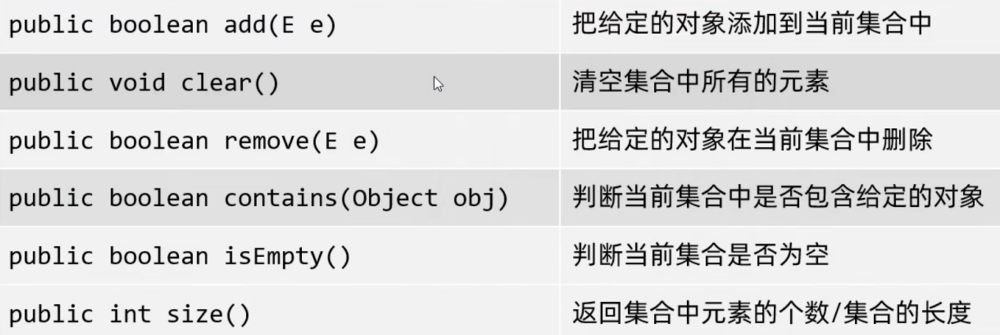 public boolean add(E e) 把给定的对象添加到当前集合中
public void clear() 清空集合中所有的元素
public boolean remove(E e) 把给定的对象在当前集合中删除
public boolean contains(Object obj) 判断当前集合中是否包含给定的对象
public boolean isEmpty() 判断当前集合是否为空
public int size() 返回集合中元素的个数/集合的长度